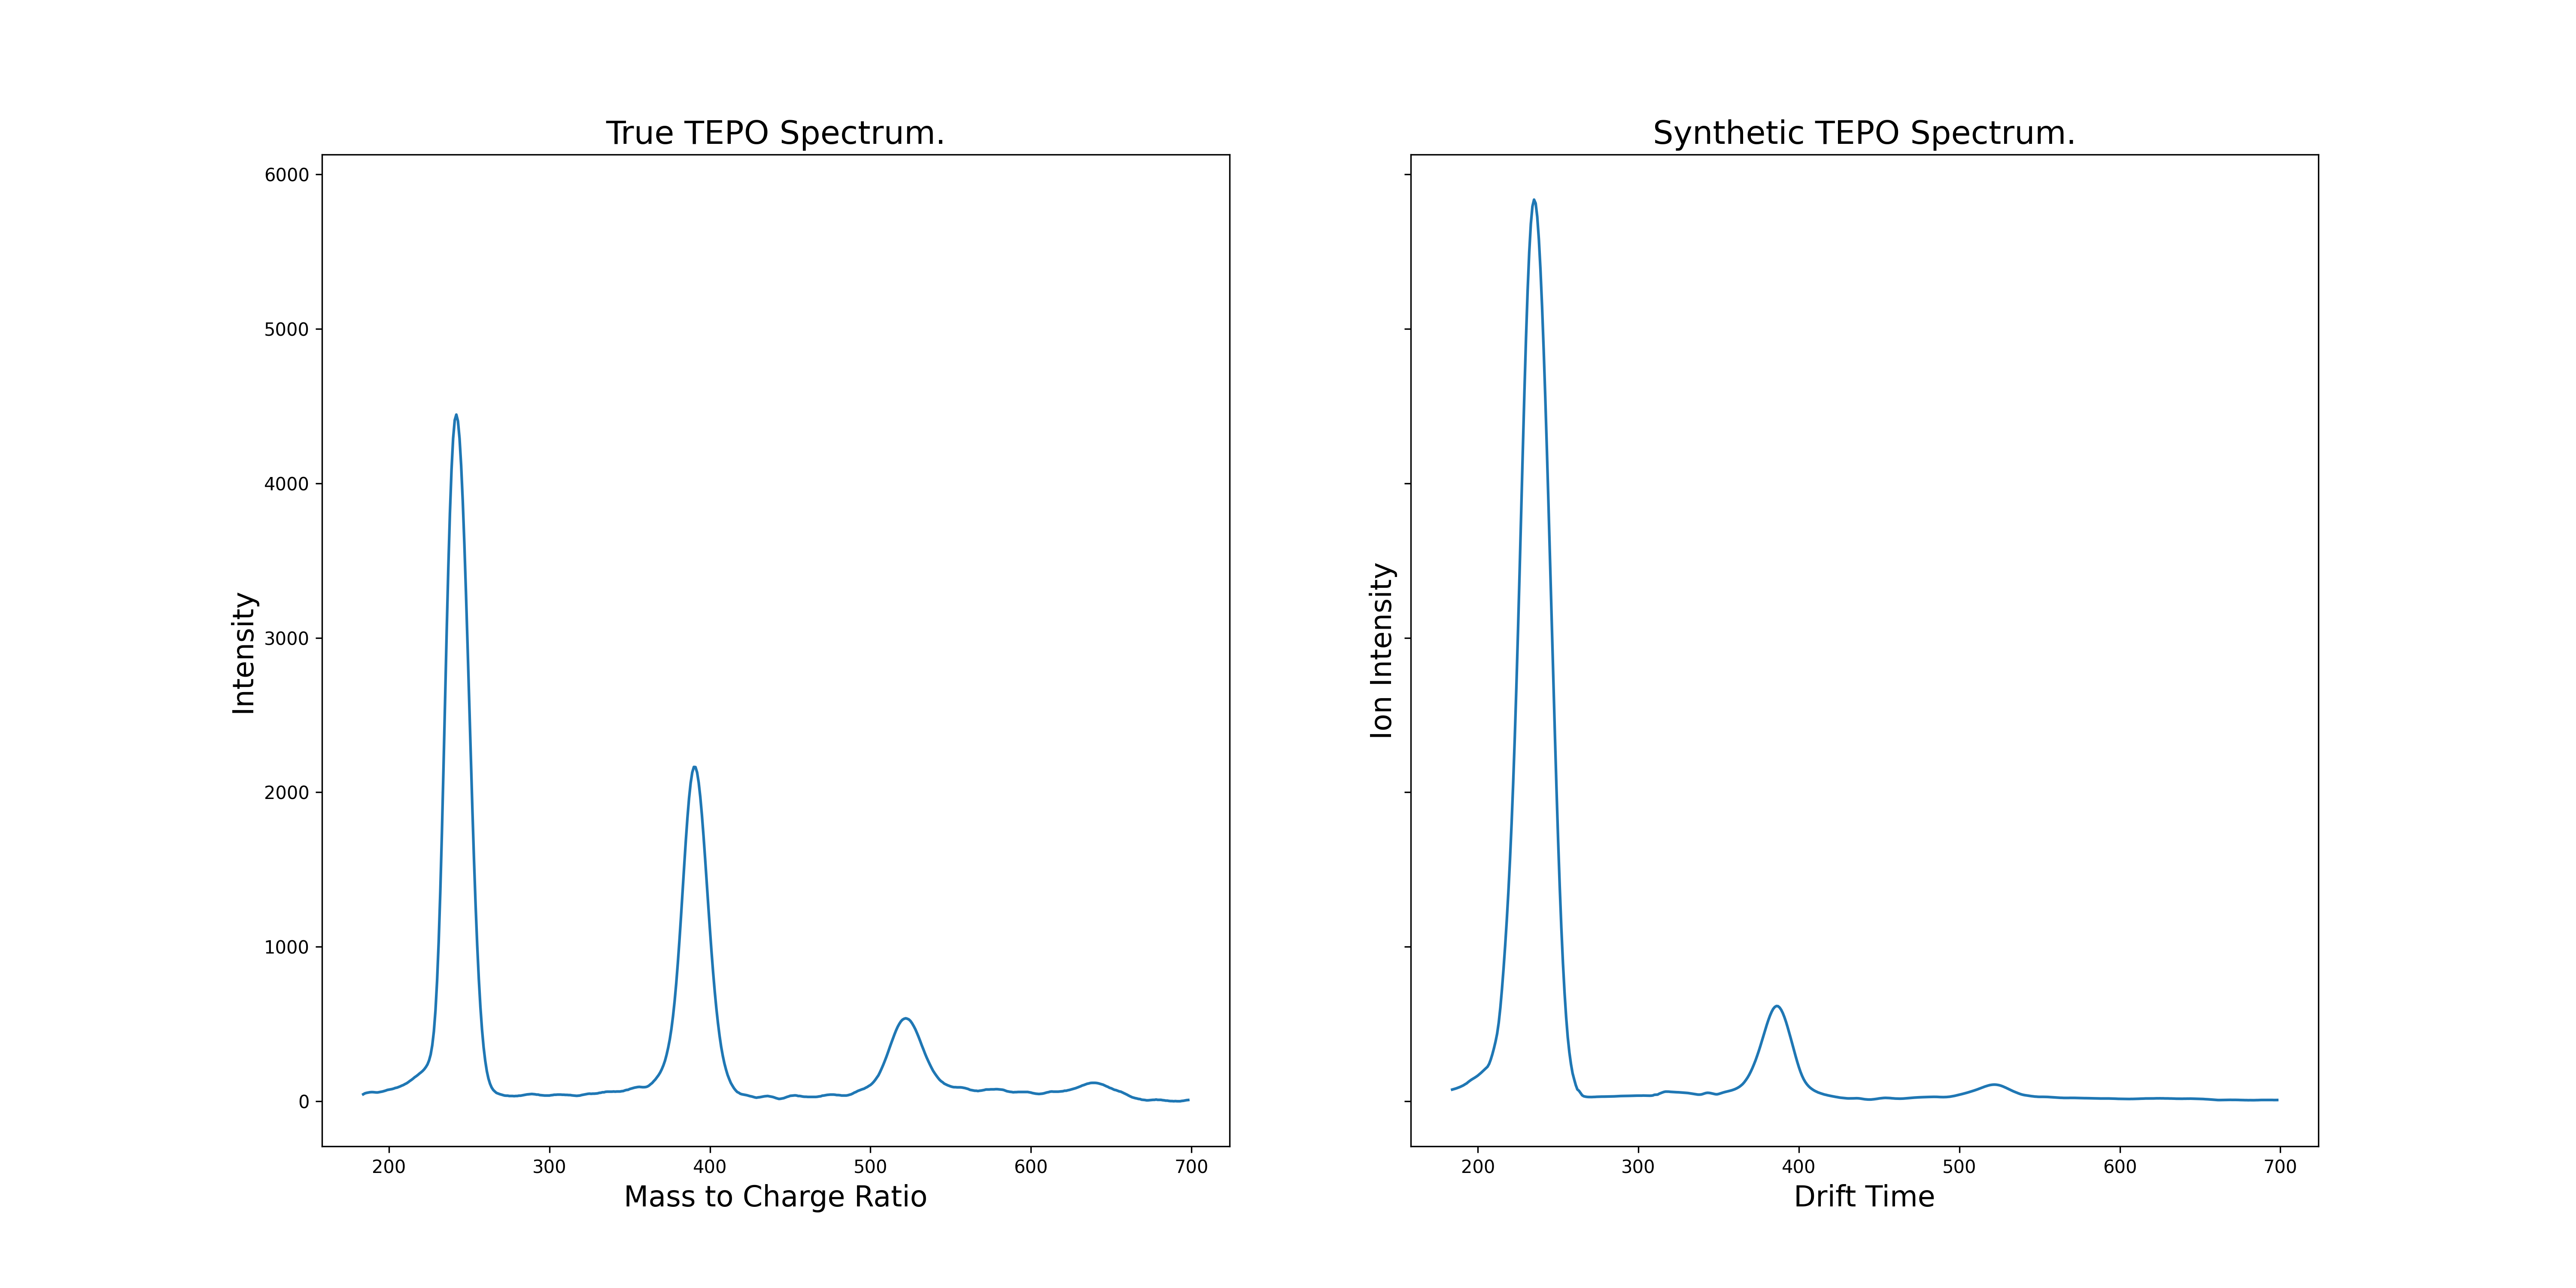 True TEPO Spectrum.
6000
5000
4000
3000
2000
1000
0
Intensity
200 300 400 500 600 700
Mass to Charge Ratio
Synthetic TEPO Spectrum.
Ion Intensity
200 300 400 500 600 700
Drift Time